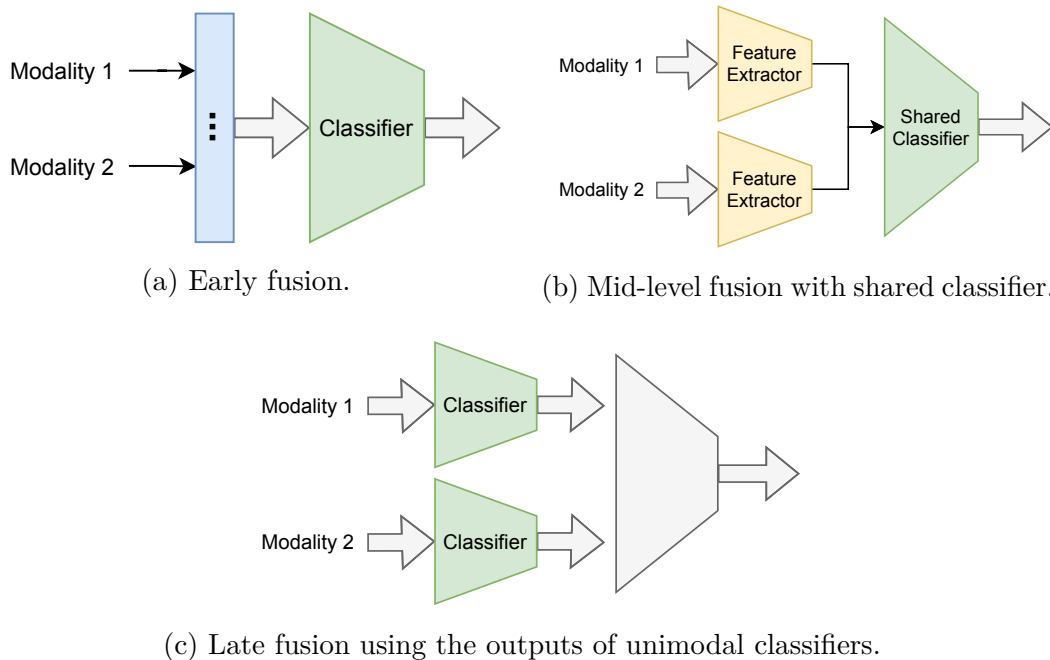 Modality 1
Modality 2
...
Classifier
(a) Early fusion.
Modality 1
Feature
Extractor
Modality 2
Feature
Extractor
Shared
Classifier
(b) Mid-level fusion with shared classifier.
Modality 1
Classifier
Modality 2
Classifier
(c) Late fusion using the outputs of unimodal classifiers.